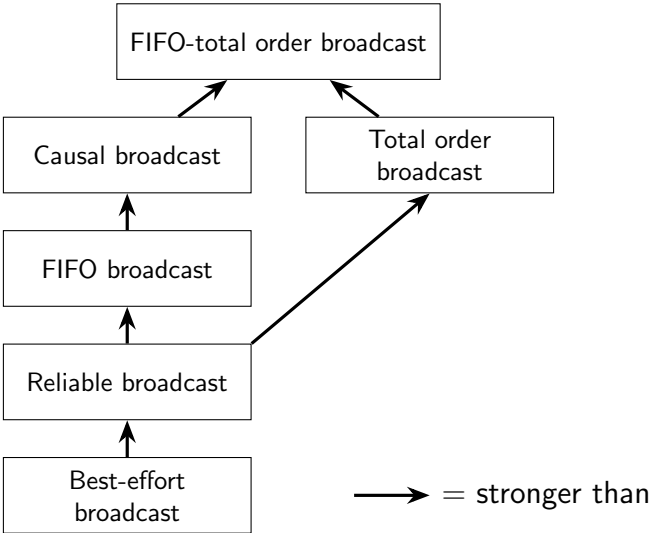 FIFO-total order broadcast
Causal broadcast
Total order
broadcast
FIFO broadcast
Reliable broadcast
Best-effort
broadcast
= stronger than